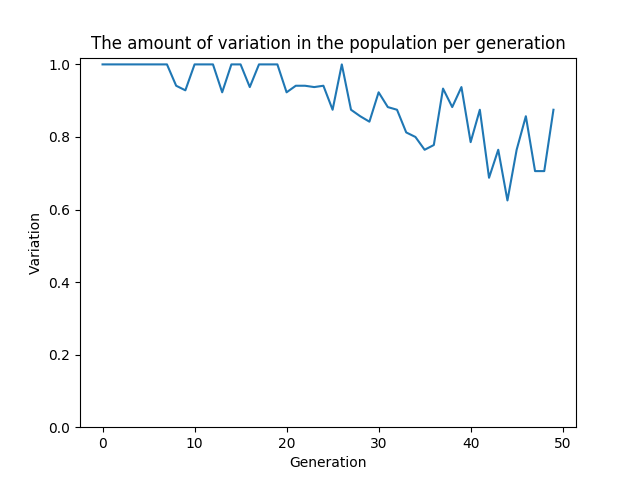 The amount of variation in the population per generation
1.0
0.8
0.6
0.4
0.2
0.0
Variation
0 10 20 30 40 50
Generation